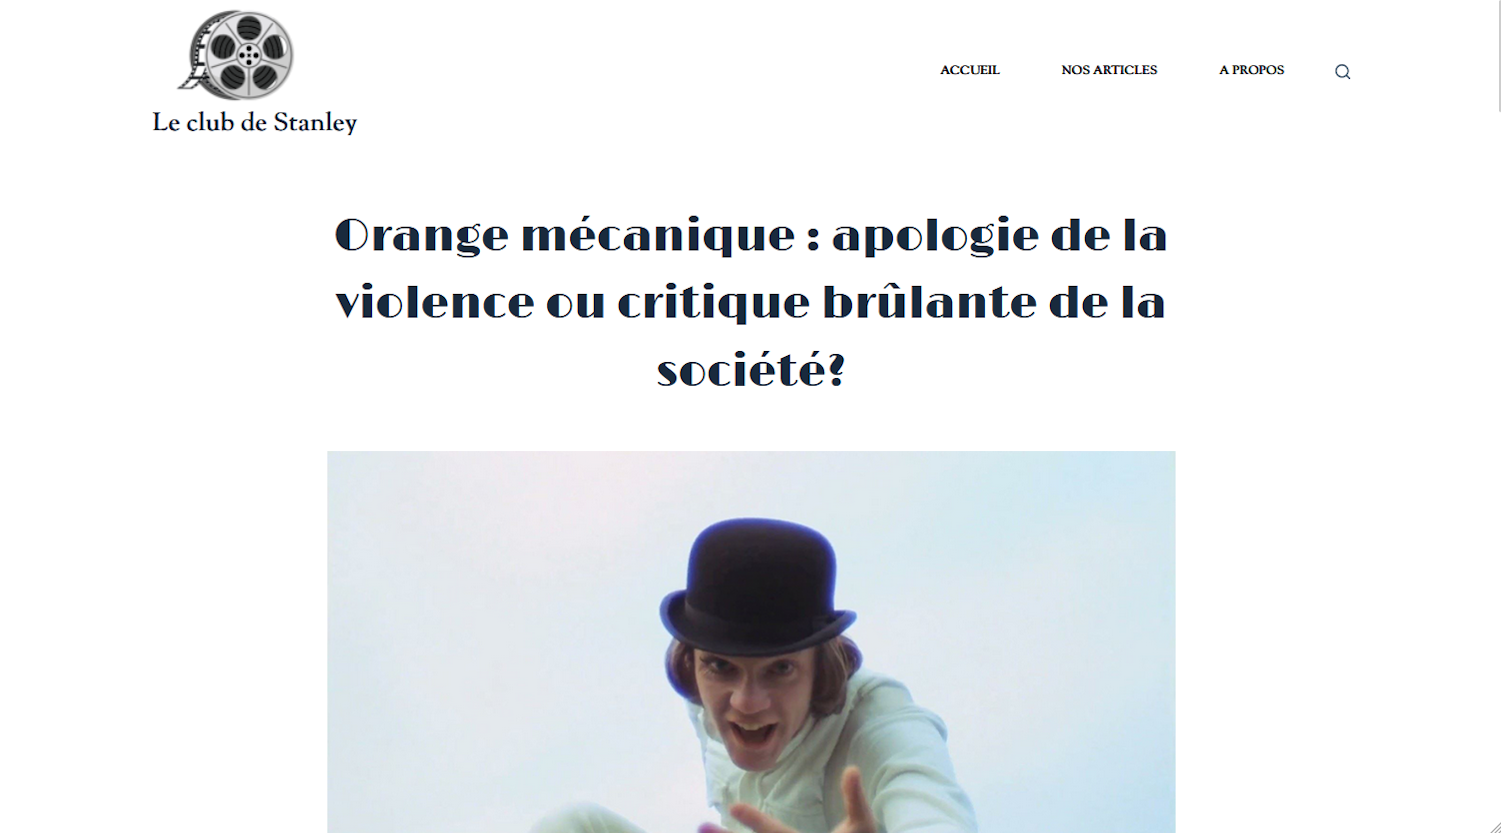 Le club de Stanley
ACCUEIL
NOS ARTICLES
A PROPOS
Orange mécanique : apologie de la
violence ou critique brûlante de la
société?